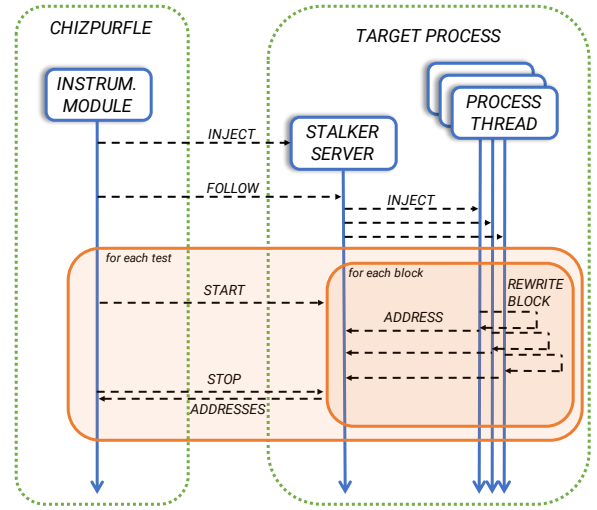 CHIZPURFLE
TARGET PROCESS
INSTRUM.
MODULE
STALKER
SERVER
PROCESS
THREAD
INJECT
FOLLOW
INJECT
for each test
for each block
START
REWRITE
BLOCK
ADDRESS
STOP
ADDRESSES